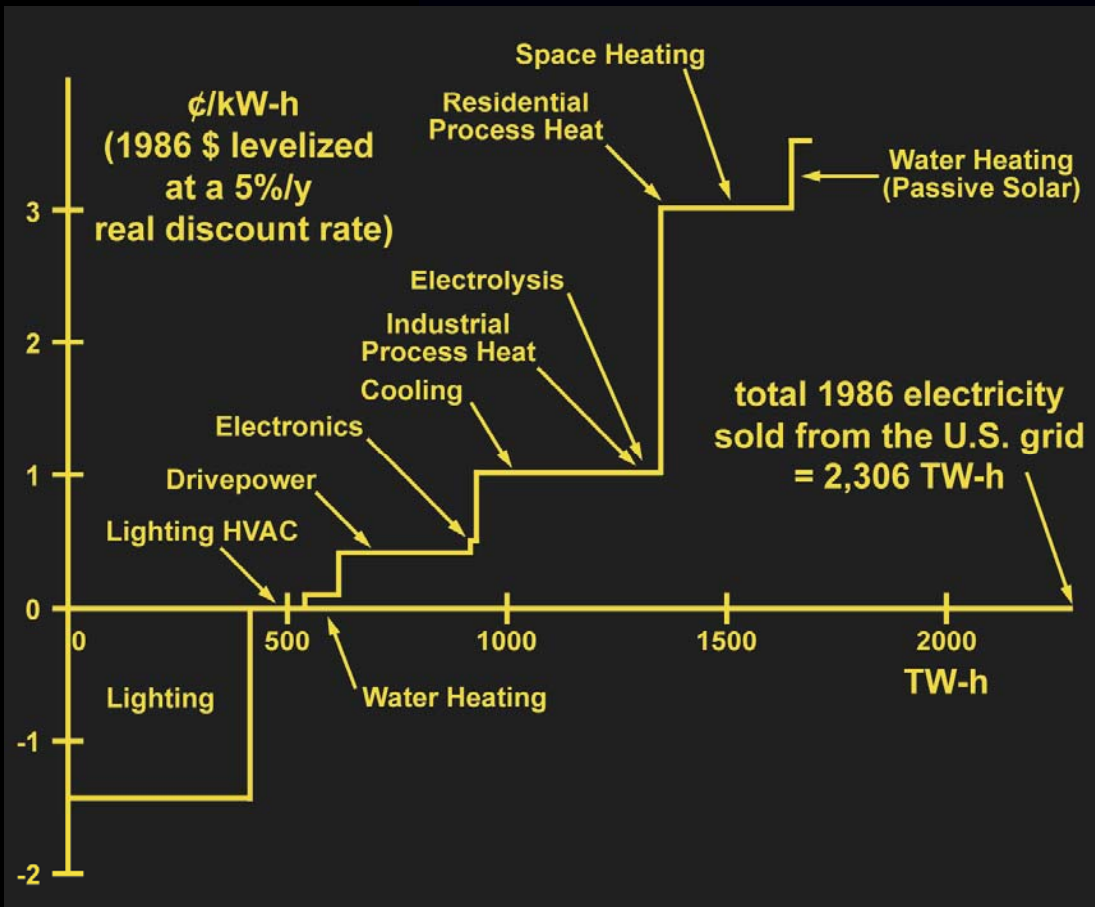 Space Heating
Residential
Process Heat
¢/kW-h
(1986 $ levelized
at a 5%/y
real discount rate)
Water Heating
(Passive Solar)
3
Electrolysis
Industrial
Process Heat
2
Cooling
total 1986 electricity
sold from the U.S. grid
= 2,306 TW-h
Electronics
1
Drivepower
Lighting HVAC
0
0
500
1000
1500
2000
TW-h
Lighting
Water Heating
-1
-2